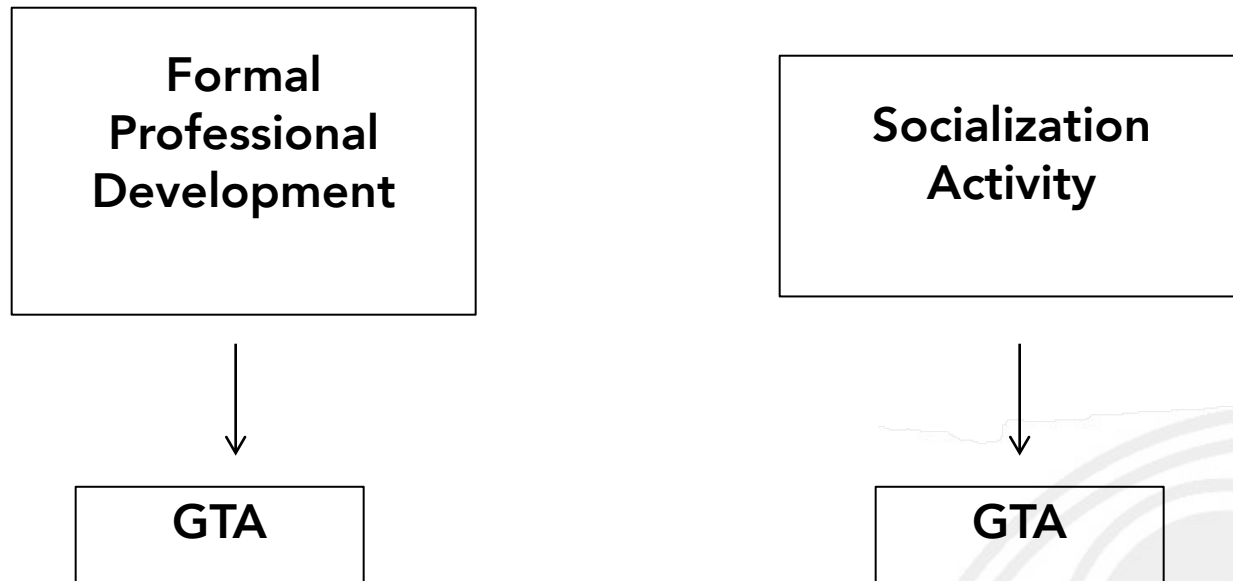 Formal
Professional
Development
Socialization
Activity
GTA
GTA